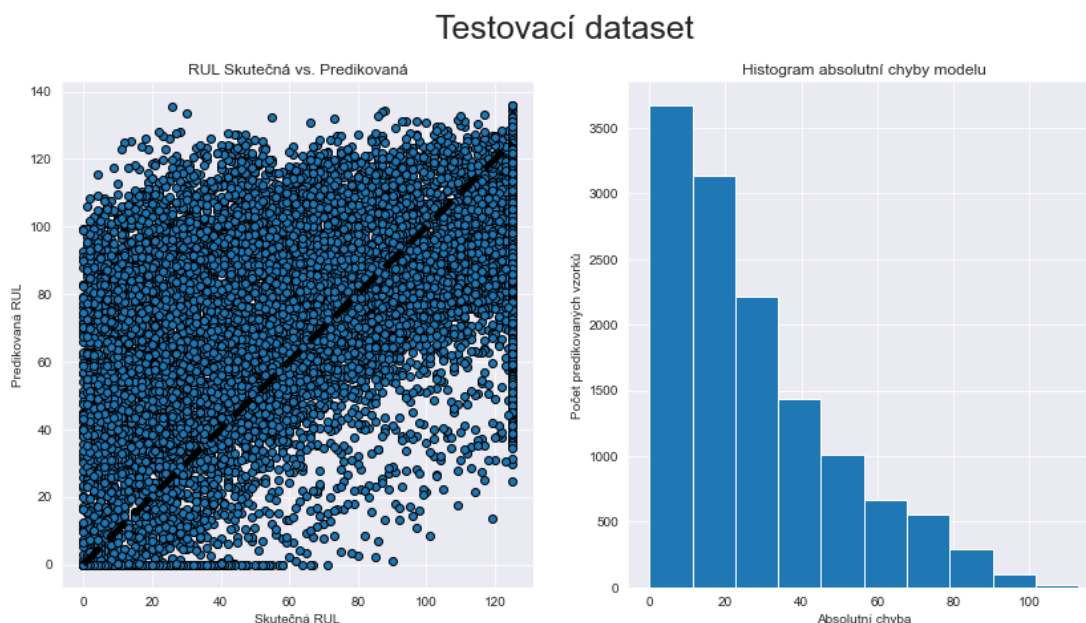 Testovací dataset
RUL Skutečná vs. Predikovaná
Predikovaná RUL
140
120
100
80
60
40
20
0
0 20 40 60 80 100 120
Skutečná RUL
Histogram absolutní chyby modelu
Počet predikovaných vzorků
3500
3000
2500
2000
1500
1000
500
0
0 20 40 60 80 100
Absolutní chyba